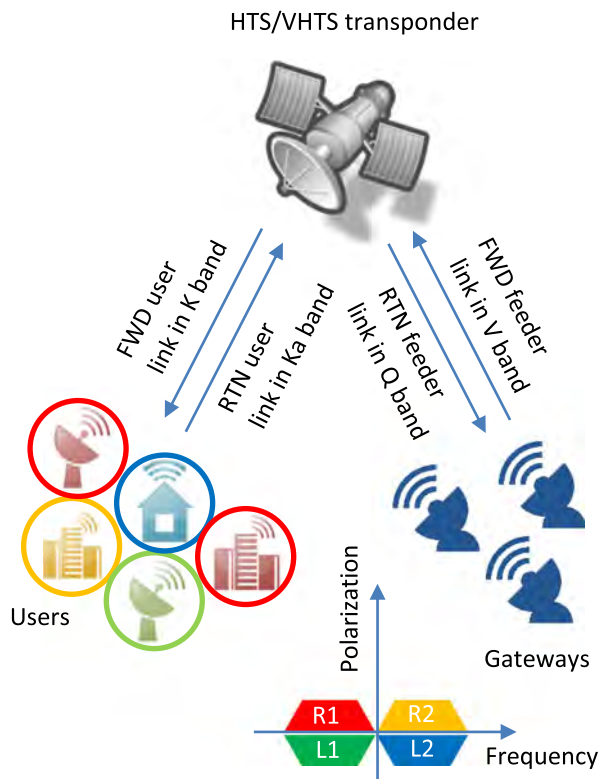 HTS/VHTS transponder
FWD user
link in K band
RTN user
link in Ka band
RTN feeder
link in Q band
FWD feeder
link in V band
Users
Gateways
Polarization
R1
R2
L1
L2
Frequency